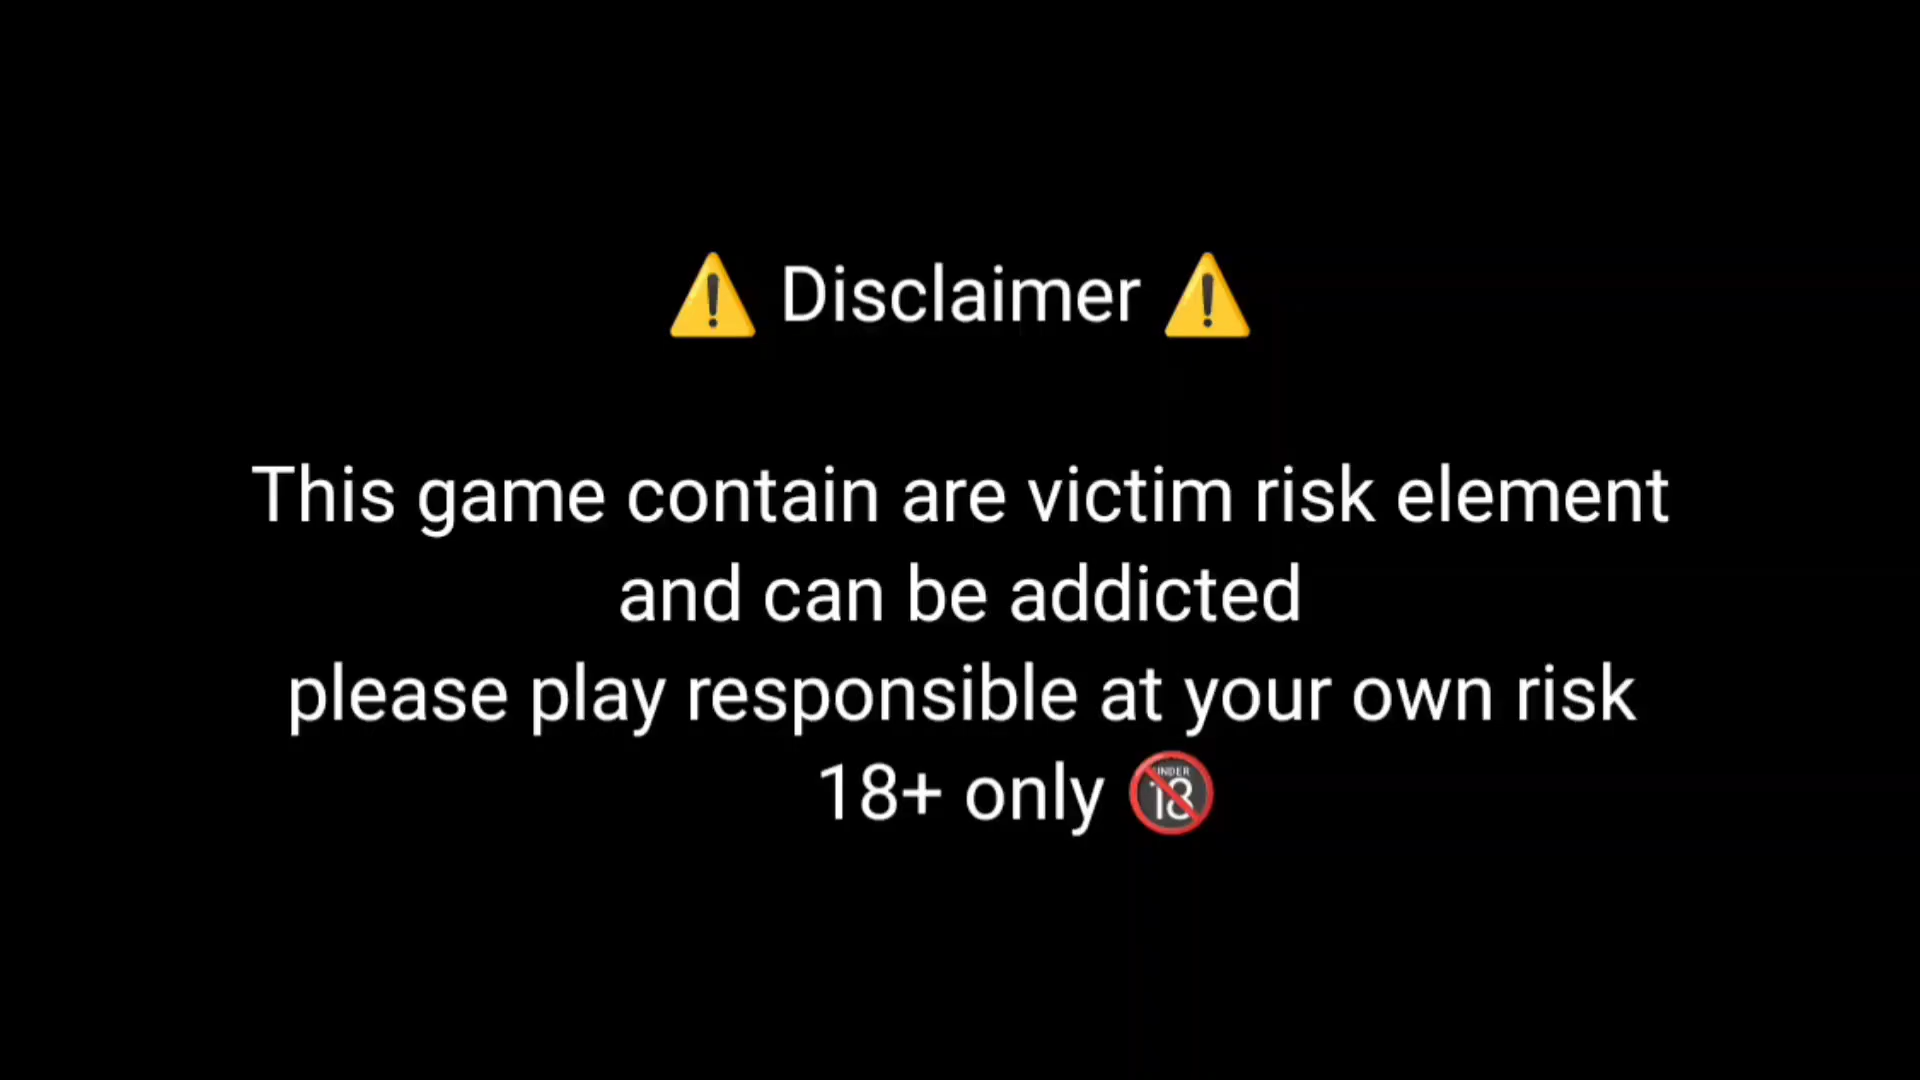 ⚠️ Disclaimer ⚠️
This game contain are victim risk element
and can be addicted
please play responsible at your own risk
18+ only 🔞